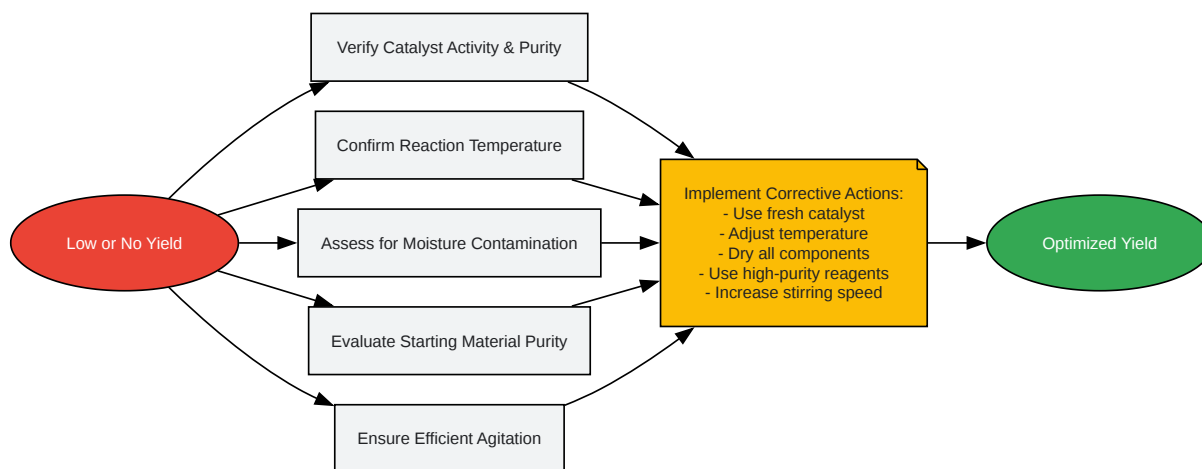 Low or No Yield
Verify Catalyst Activity & Purity
Confirm Reaction Temperature
Assess for Moisture Contamination
Evaluate Starting Material Purity
Ensure Efficient Agitation
Implement Corrective Actions:
- Use fresh catalyst
- Adjust temperature
- Dry all components
- Use high-purity reagents
- Increase stirring speed
Optimized Yield